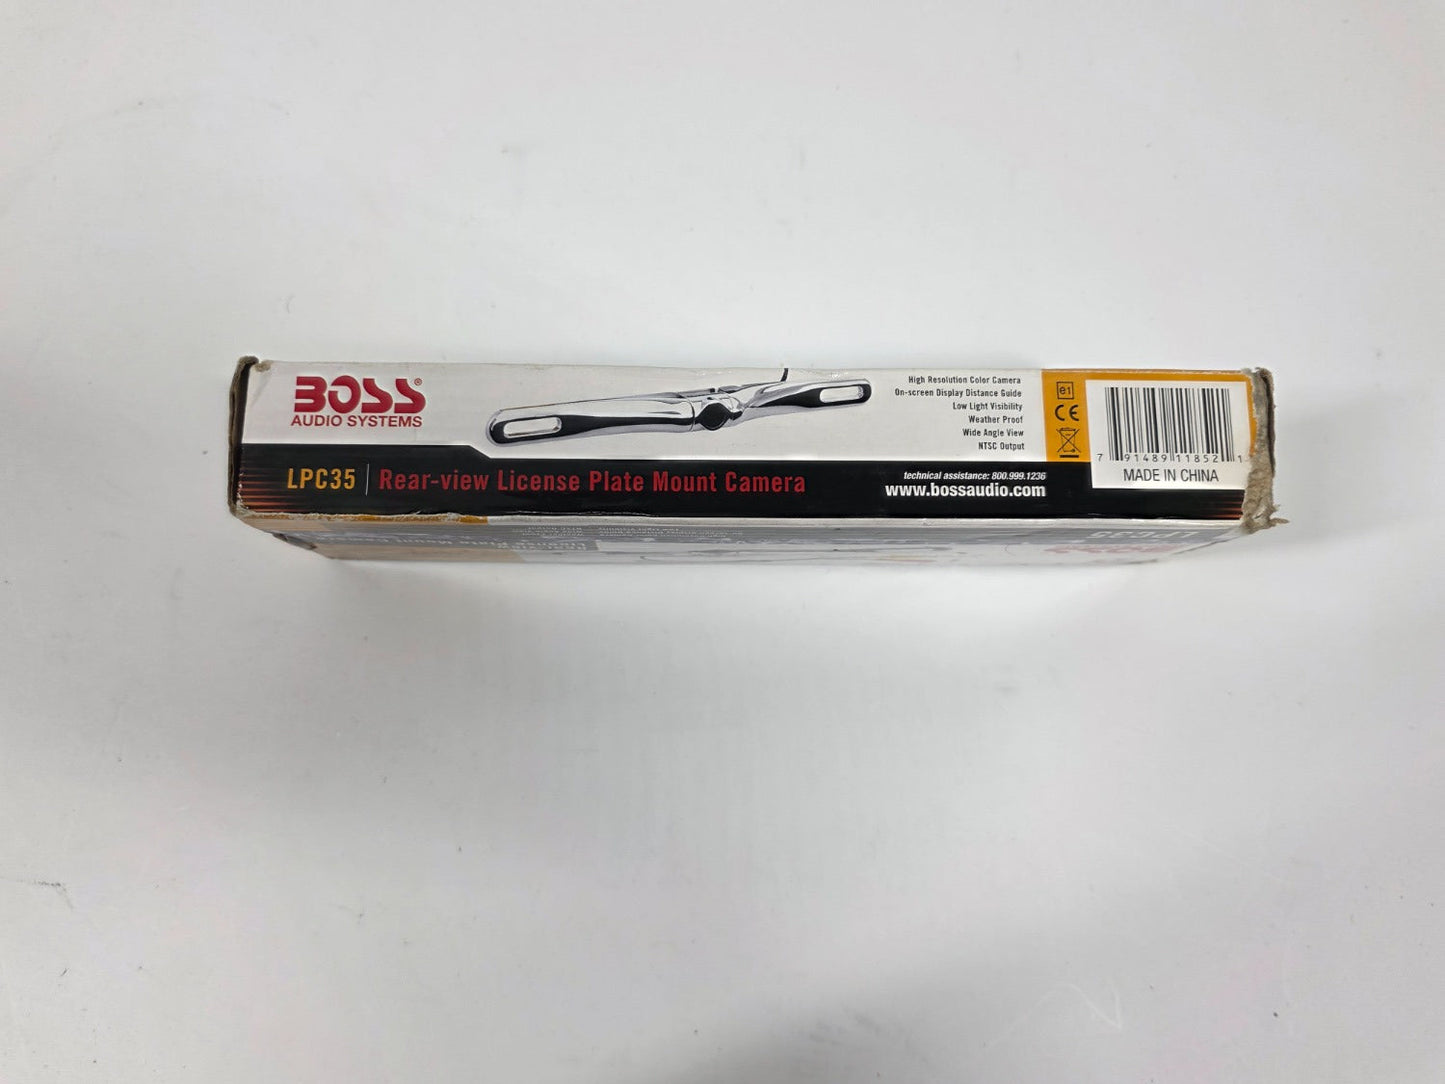 BOSS®
AUDIO SYSTEMS
High Resolution Color Camera
On-screen Display Distance Guide
Low Light Visibility
Weather Proof
Wide Angle View
NTSC Output
e1
CE
7 91489 11852 1
MADE IN CHINA
LPC35 Rear-view License Plate Mount Camera
technical assistance: 800.999.1236
www.bossaudio.com
LPC35